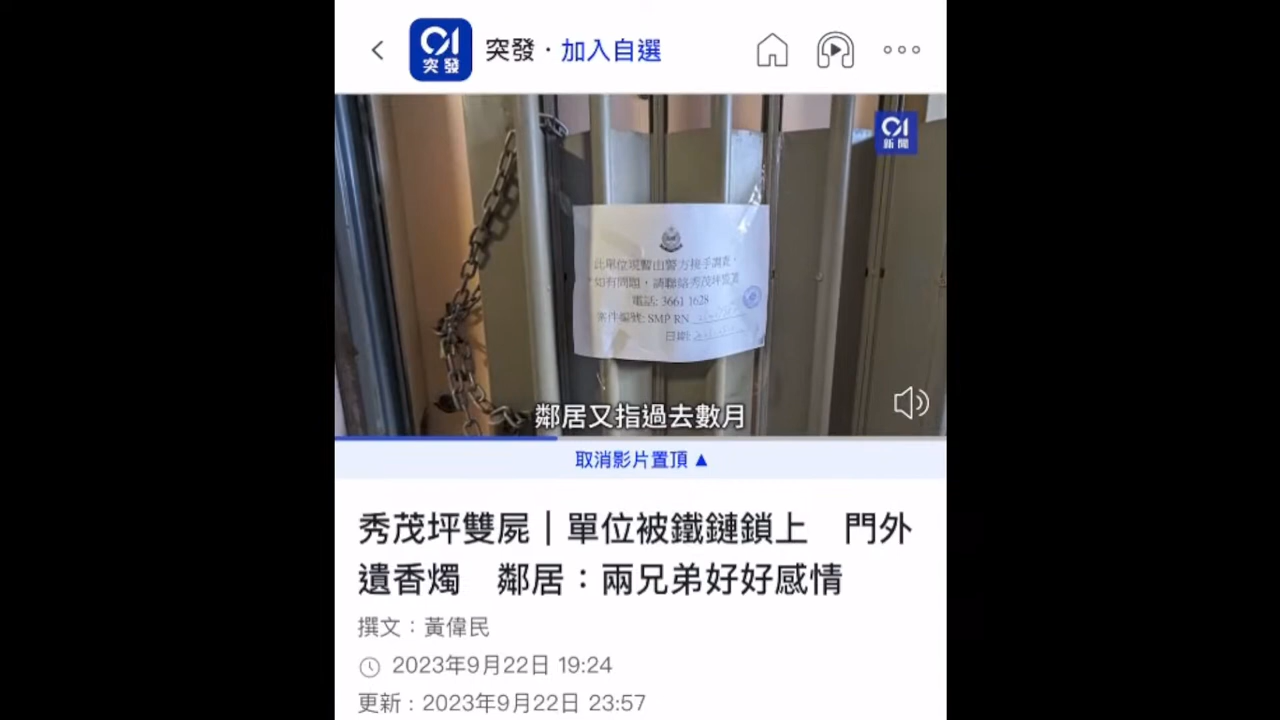 01
突發
突發·加入自選
01
新聞
此單位現暫由警方接手調查，
如有問題，請聯絡秀茂坪警署
電話: 3661 1628
案件編號: SMP RN
日期:
鄰居又指過去數月
取消影片置頂 ▲
秀茂坪雙屍｜單位被鐵鏈鎖上　門外
遺香燭　鄰居：兩兄弟好好感情
撰文：黃偉民
2023年9月22日 19:24
更新：2023年9月22日 23:57